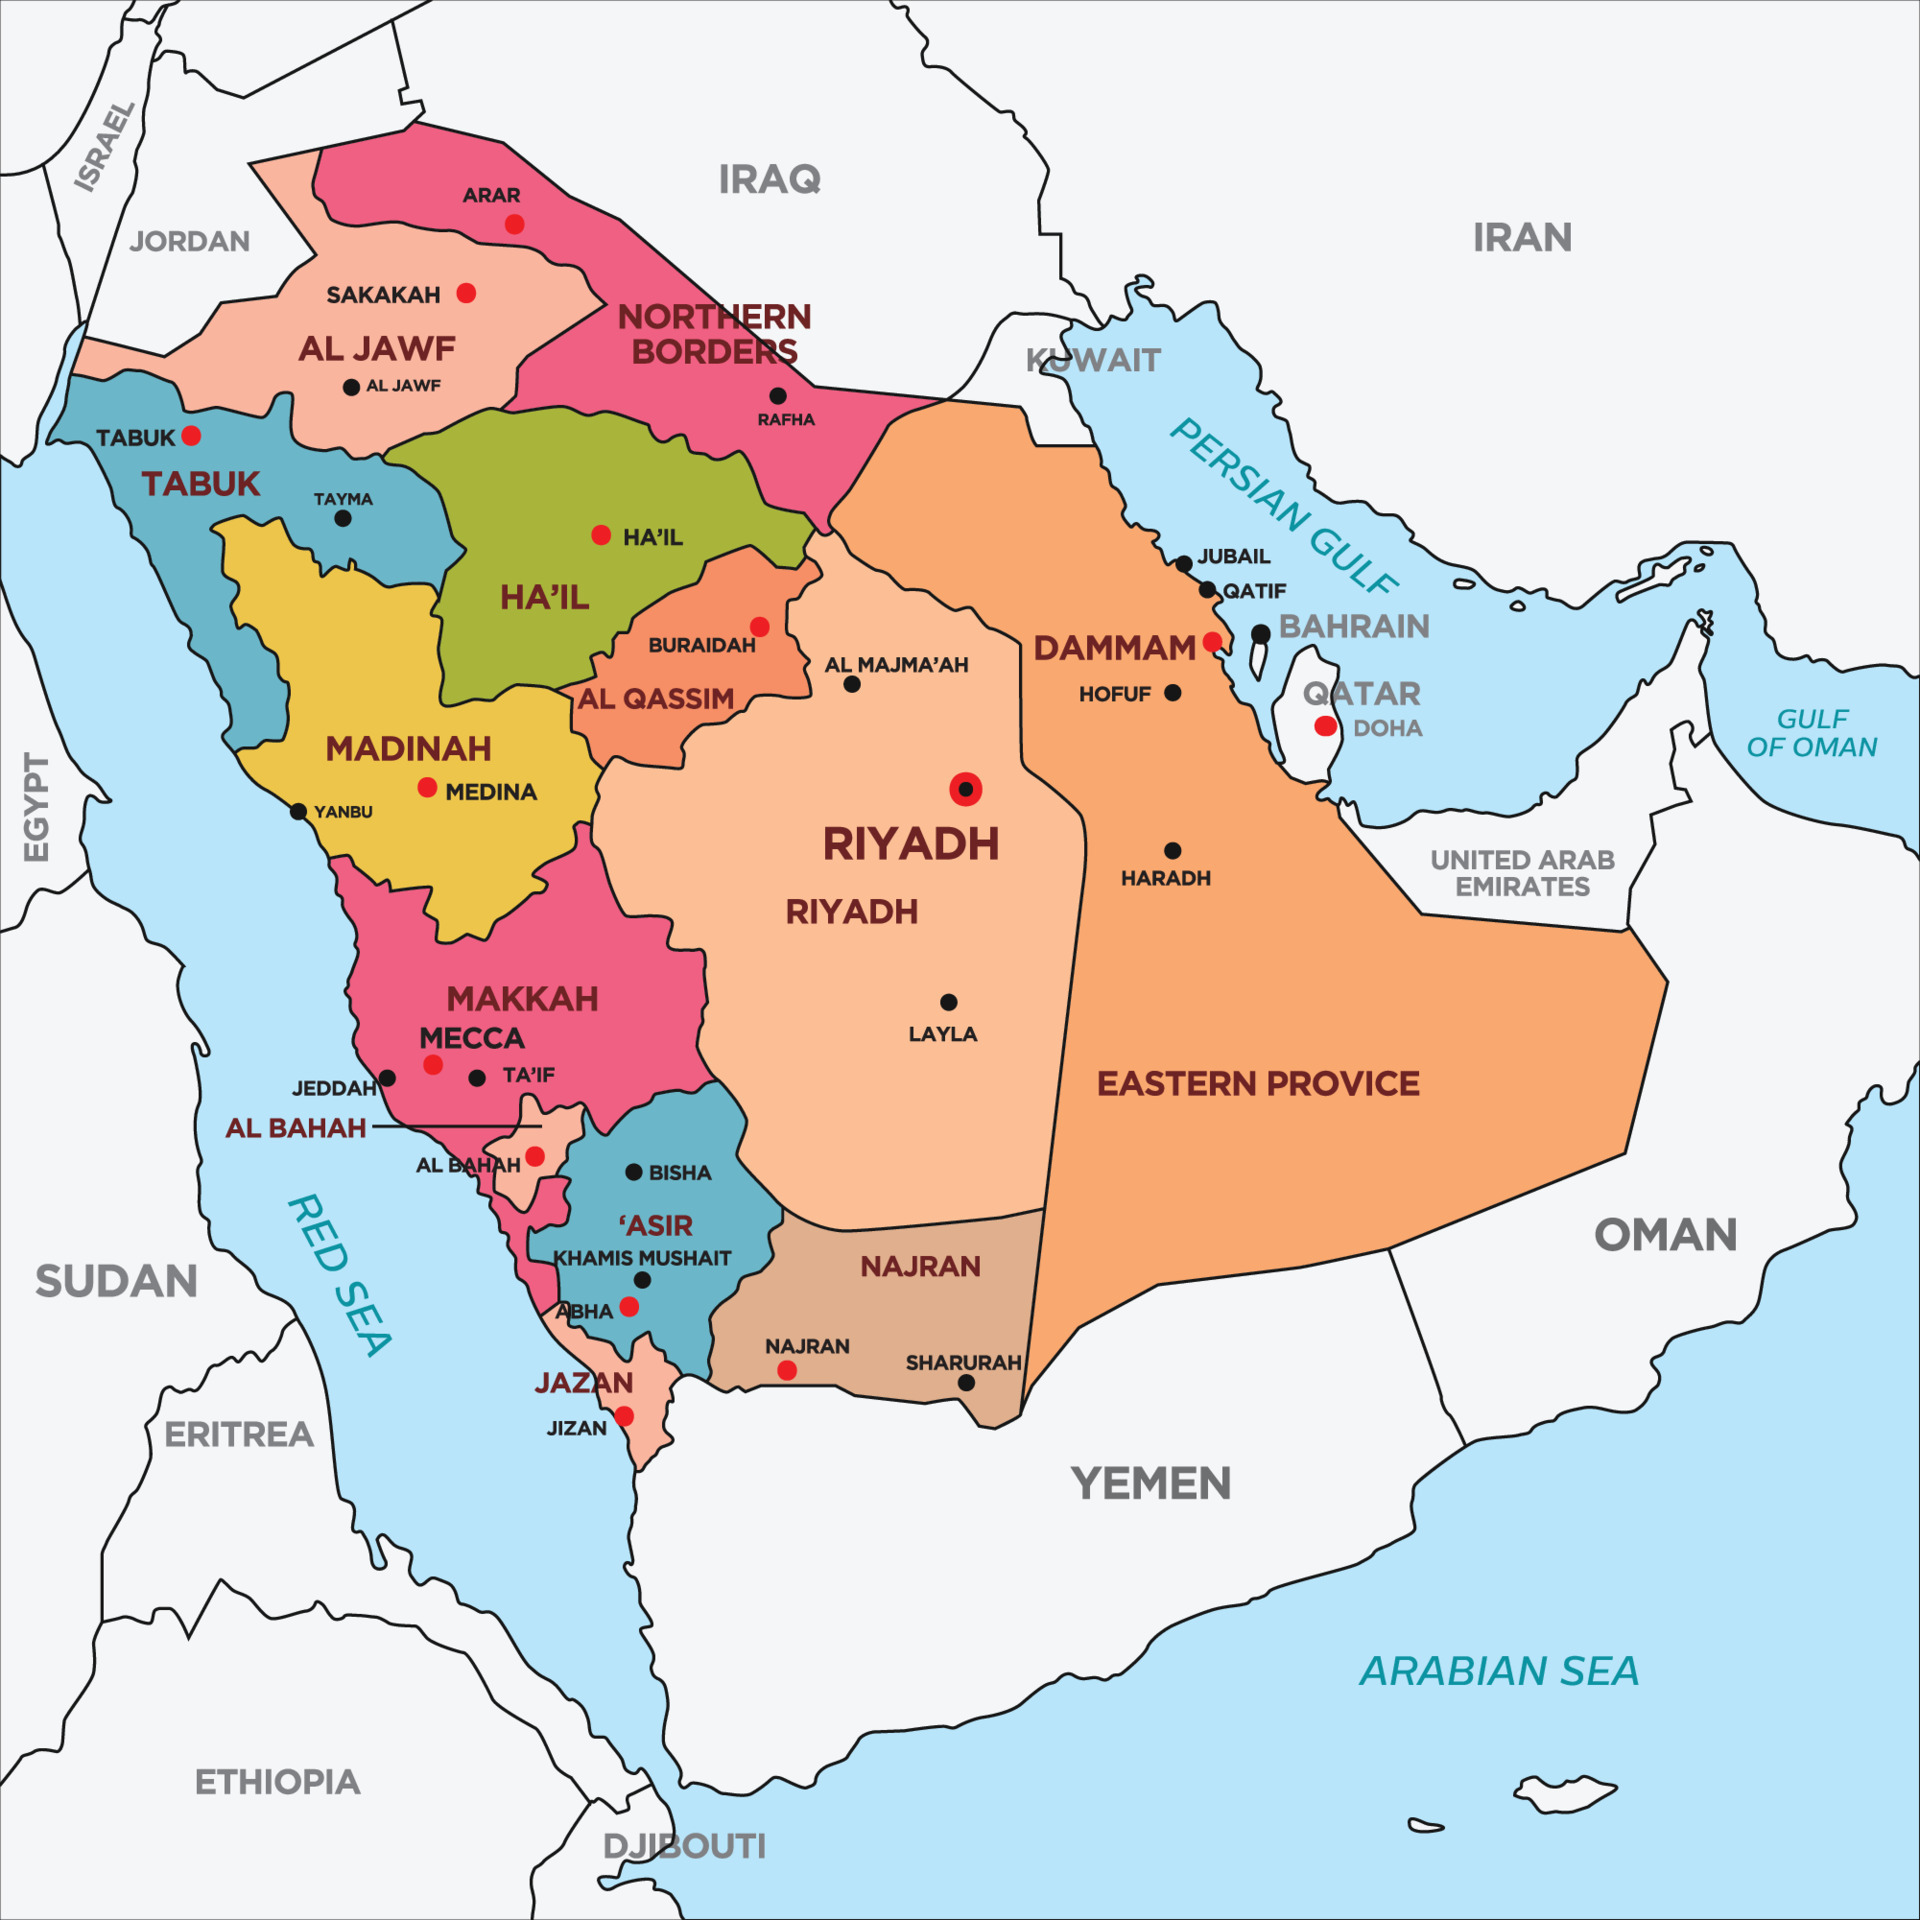 ISRAEL
IRAQ
ARAR
IRAN
JORDAN
SAKAKAH
NORTHERN
BORDERS
AL JAWF
KUWAIT
AL JAWF
RAFHA
TABUK
PERSIAN GULF
TABUK
TAYMA
HA’IL
JUBAIL
QATIF
HA’IL
BAHRAIN
BURAIDAH
DAMMAM
AL MAJMA’AH
HOFUF
QATAR
AL QASSIM
DOHA
GULF
OF OMAN
MADINAH
MEDINA
EGYPT
YANBU
RIYADH
UNITED ARAB
EMIRATES
HARADH
RIYADH
MAKKAH
MECCA
LAYLA
TA’IF
JEDDAH
EASTERN PROVICE
AL BAHAH
AL BAHAH
BISHA
RED SEA
‘ASIR
OMAN
KHAMIS MUSHAIT
NAJRAN
SUDAN
ABHA
NAJRAN
SHARURAH
JAZAN
JIZAN
ERITREA
YEMEN
ARABIAN SEA
ETHIOPIA
DJIBOUTI